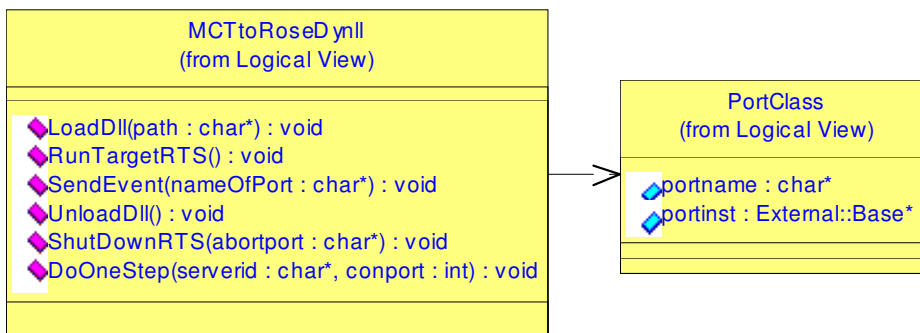 MCTtoRoseDynll
(from Logical View)
LoadDll(path : char*) : void
RunTargetRTS() : void
SendEvent(nameOfPort : char*) : void
UnloadDll() : void
ShutDownRTS(abortport : char*) : void
DoOneStep(serverid : char*, conport : int) : void
PortClass
(from Logical View)
portname : char*
portinst : External::Base*